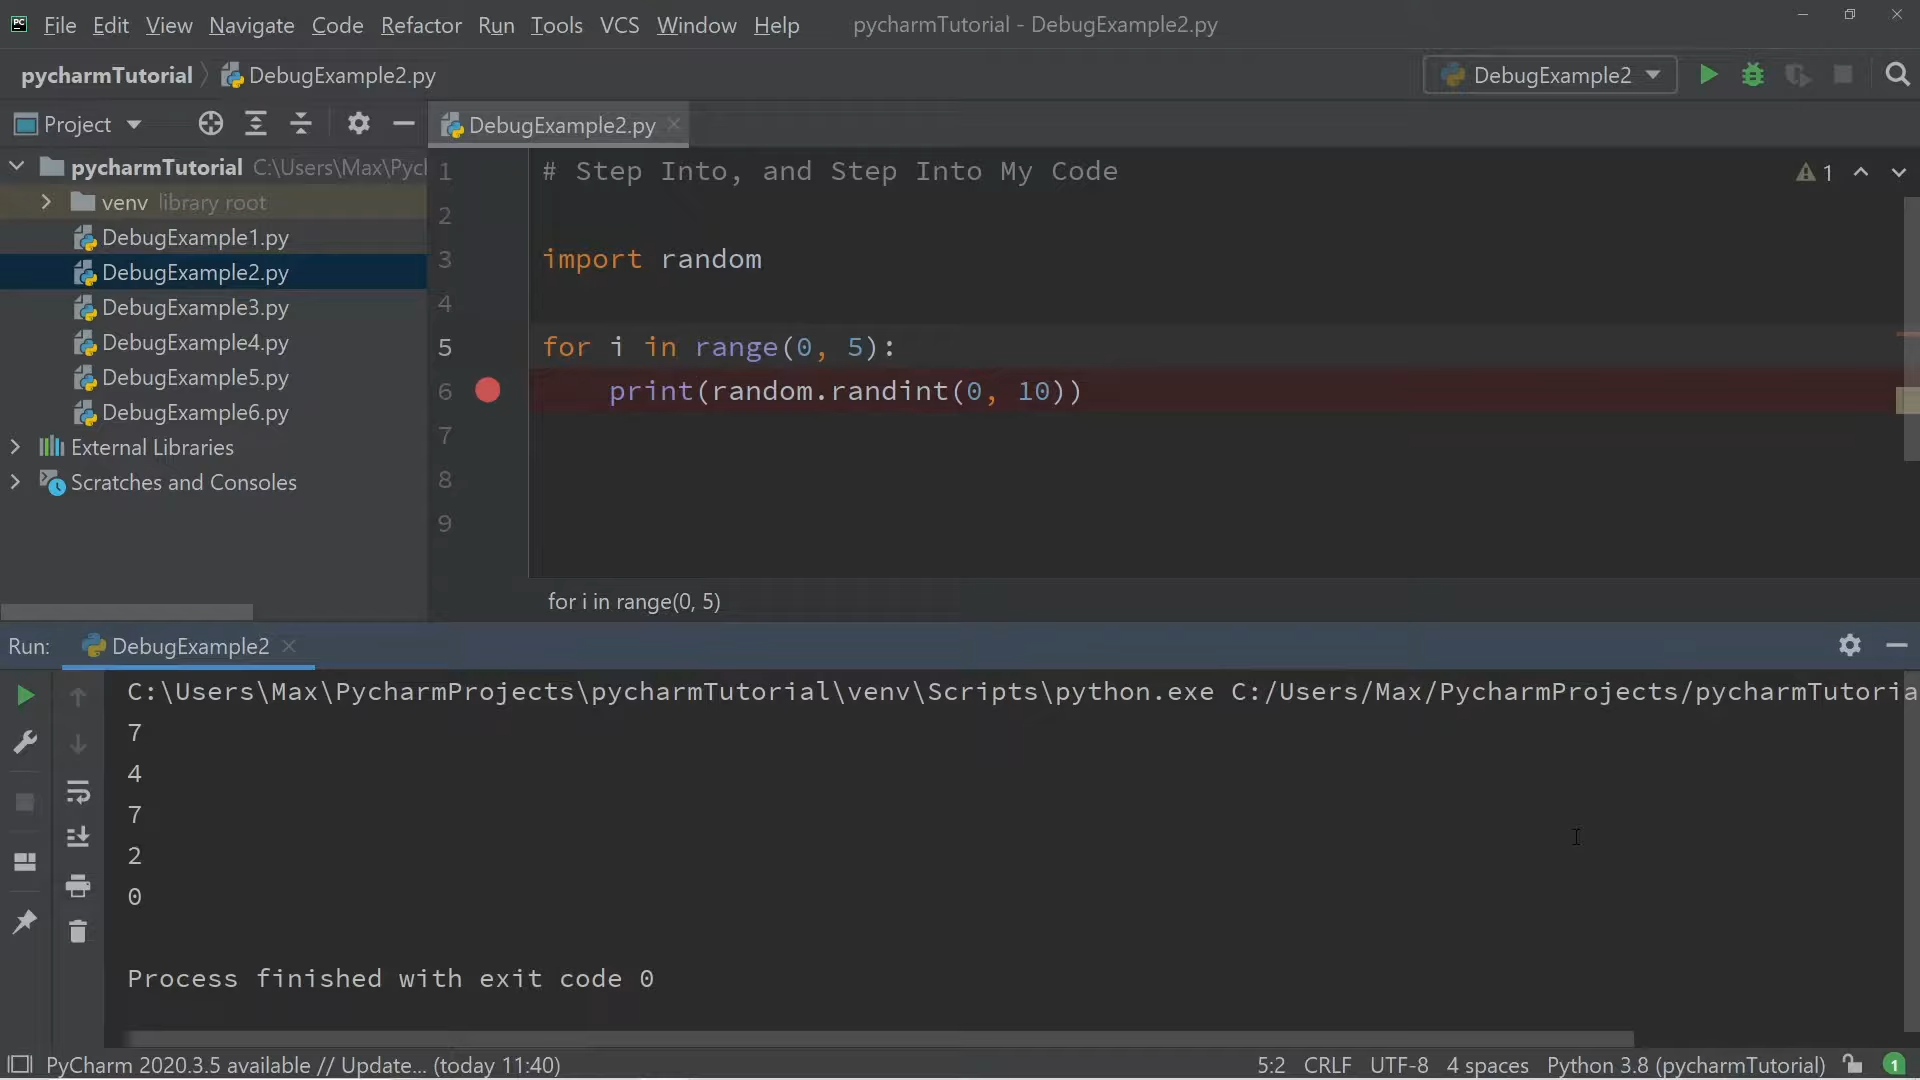 File Edit View Navigate Code Refactor Run Tools VCS Window Help pycharmTutorial - DebugExample2.py
pycharmTutorial DebugExample2.py DebugExample2
Project DebugExample2.py
pycharmTutorial C:\Users\Max\Pycl
venv library root
DebugExample1.py
DebugExample2.py
DebugExample3.py
DebugExample4.py
DebugExample5.py
DebugExample6.py
External Libraries
Scratches and Consoles
1 # Step Into, and Step Into My Code 1
2
3 import random
4
5 for i in range(0, 5):
6 print(random.randint(0, 10))
7
8
9
for i in range(0, 5)
Run: DebugExample2
C:\Users\Max\PycharmProjects\pycharmTutorial\venv\Scripts\python.exe C:/Users/Max/PycharmProjects/pycharmTutoria
7
4
7
2
0
Process finished with exit code 0
PyCharm 2020.3.5 available // Update... (today 11:40) 5:2 CRLF UTF-8 4 spaces Python 3.8 (pycharmTutorial) 1